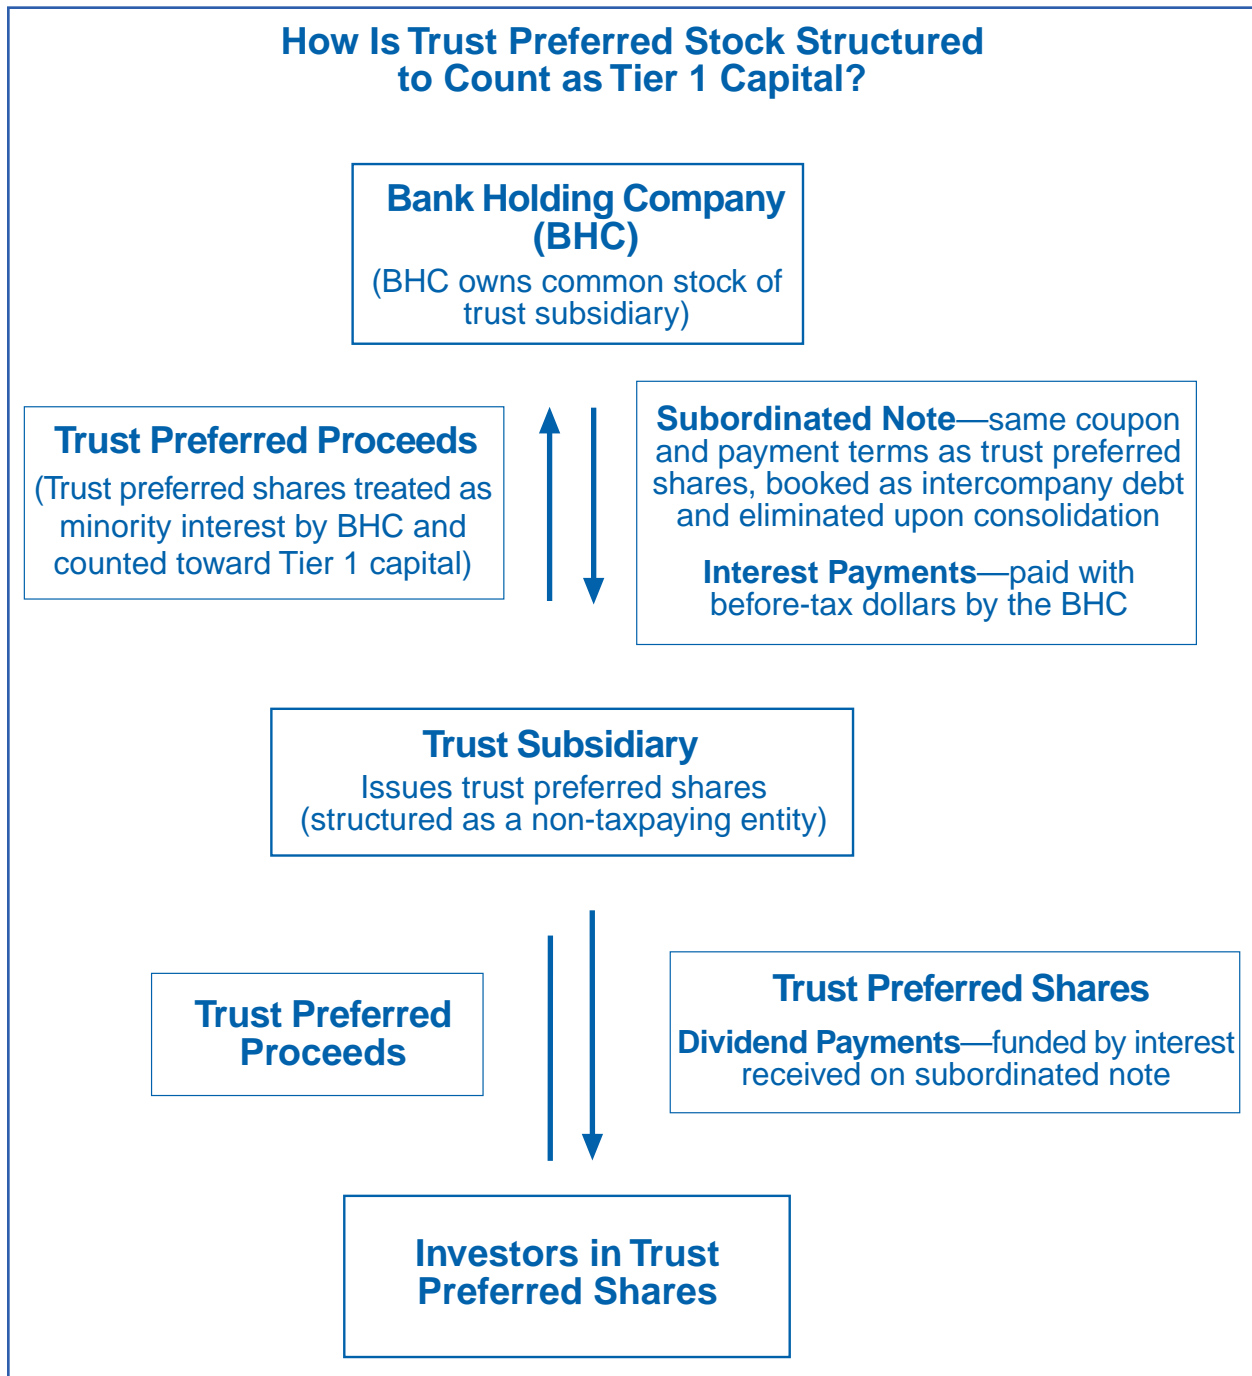 How Is Trust Preferred Stock Structured
to Count as Tier 1 Capital?
Bank Holding Company
(BHC)
(BHC owns common stock of
trust subsidiary)
Trust Preferred Proceeds
(Trust preferred shares treated as
minority interest by BHC and
counted toward Tier 1 capital)
Subordinated Note—same coupon
and payment terms as trust preferred
shares, booked as intercompany debt
and eliminated upon consolidation
Interest Payments—paid with
before-tax dollars by the BHC
Trust Subsidiary
Issues trust preferred shares
(structured as a non-taxpaying entity)
Trust Preferred
Proceeds
Trust Preferred Shares
Dividend Payments—funded by interest
received on subordinated note
Investors in Trust
Preferred Shares